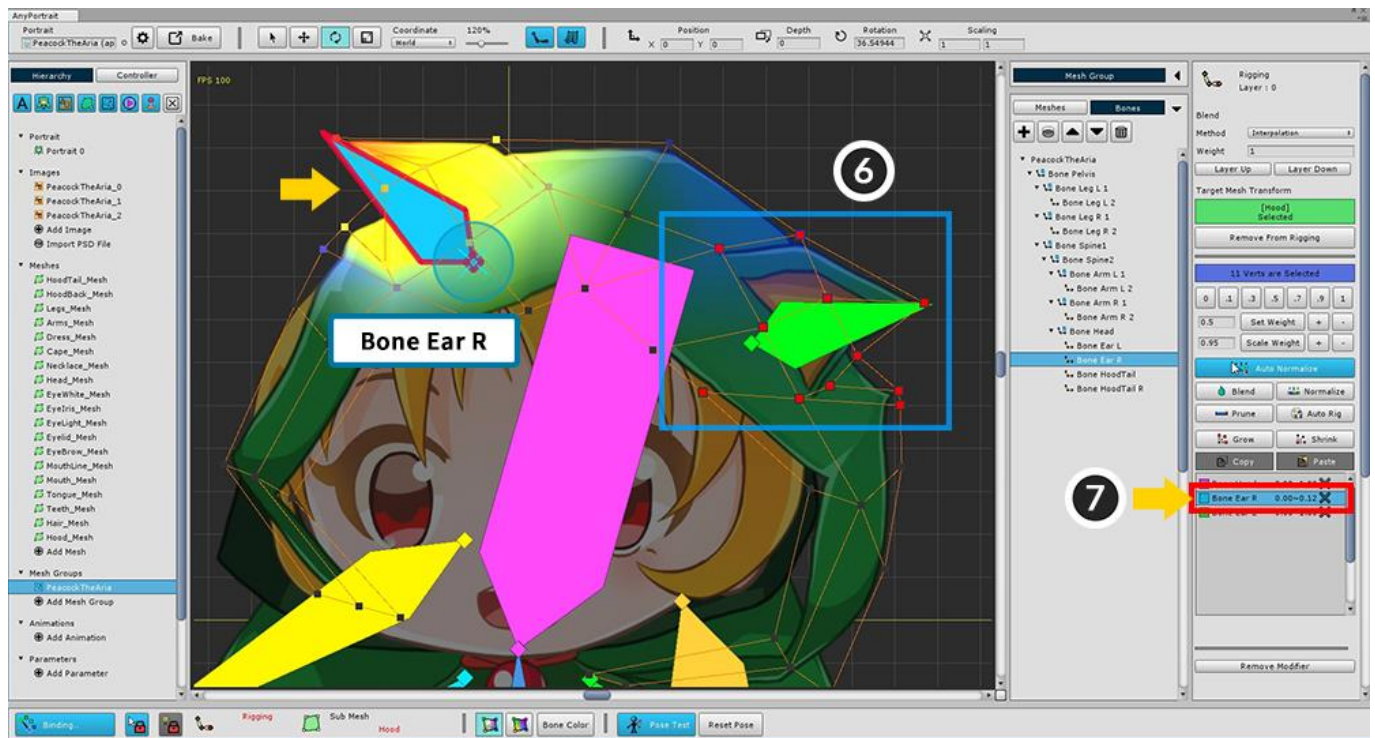 AnyPortrait
Portrait
PeacockTheAria (ap
Bake
Coordinate
World
120%
Position
X 0 Y 0
Depth
0
Rotation
36.54944
Scaling
1 1
Hierarchy
Controller
Portrait
Portrait 0
Images
PeacockTheAria_0
PeacockTheAria_1
PeacockTheAria_2
Add Image
Import PSD File
Meshes
HoodTail_Mesh
HoodBack_Mesh
Legs_Mesh
Arms_Mesh
Dress_Mesh
Cape_Mesh
Necklace_Mesh
Head_Mesh
EyeWhite_Mesh
EyeIris_Mesh
EyeLight_Mesh
Eyelid_Mesh
EyeBrow_Mesh
MouthLine_Mesh
Mouth_Mesh
Tongue_Mesh
Teeth_Mesh
Hair_Mesh
Hood_Mesh
Add Mesh
Mesh Groups
PeacockTheAria
Add Mesh Group
Animations
Add Animation
Parameters
Add Parameter
FPS 100
6
Bone Ear R
7
Mesh Group
Meshes
Bones
PeacockTheAria
Bone Pelvis
Bone Leg L 1
Bone Leg L 2
Bone Leg R 1
Bone Leg R 2
Bone Spine1
Bone Spine2
Bone Arm L 1
Bone Arm L 2
Bone Arm R 1
Bone Arm R 2
Bone Head
Bone Ear L
Bone Ear R
Bone HoodTail
Bone HoodTail R
Rigging
Layer : 0
Blend
Method Interpolation
Weight 1
Layer Up Layer Down
Target Mesh Transform
[Hood]
Selected
Remove From Rigging
11 Verts are Selected
0 .1 .3 .5 .7 .9 1
0.5 Set Weight + -
0.95 Scale Weight + -
Auto Normalize
Blend Normalize
Prune Auto Rig
Grow Shrink
Copy Paste
Bone Ear R 0.00~0.12
Remove Modifier
Binding...
Rigging
Sub Mesh
Hood
Bone Color
Pose Test
Reset Pose